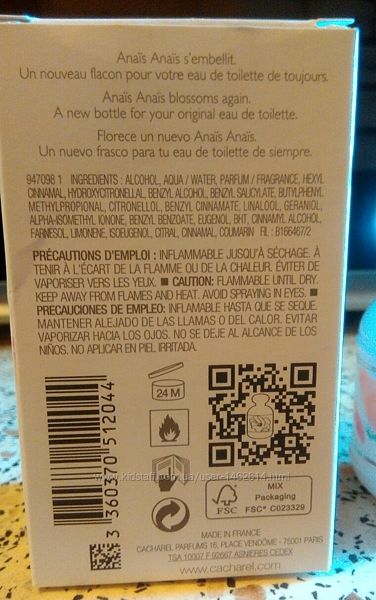 Anaïs Anaïs s'embellit.
Un nouveau flacon pour votre eau de toilette de toujours.
Anaïs Anaïs blossoms again.
A new bottle for your original eau de toilette.
Florece un nuevo Anaïs Anaïs.
Un nuevo frasco para tu eau de toilette de siempre.
947098 1 INGREDIENTS : ALCOHOL, AQUA / WATER, PARFUM / FRAGRANCE, HEXYL
CINNAMAL, HYDROXYCITRONELLAL, BENZYL ALCOHOL, BENZYL SALICYLATE, BUTYLPHENYL
METHYLPROPIONAL, CITRONELLOL, BENZYL CINNAMATE, LINALOOL, GERANIOL,
ALPHA-ISOMETHYL IONONE, BENZYL BENZOATE, EUGENOL, BHT, CINNAMYL ALCOHOL,
FARNESOL, LIMONENE, ISOEUGENOL, CITRAL, CINNAMAL, COUMARIN FIL : B166467/2
PRÉCAUTIONS D'EMPLOI : INFLAMMABLE JUSQU'À SÉCHAGE. À
TENIR À L'ÉCART DE LA FLAMME OU DE LA CHALEUR. ÉVITER DE
VAPORISER VERS LES YEUX. ■ CAUTION: FLAMMABLE UNTIL DRY.
KEEP AWAY FROM FLAMES AND HEAT. AVOID SPRAYING IN EYES. ■
PRECAUCIONES DE EMPLEO: INFLAMABLE HASTA QUE SE SEQUE.
MANTENER ALEJADO DE LAS LLAMAS O DEL CALOR. EVITAR
VAPORIZAR HACIA LOS OJOS. NO SE DEJE AL ALCANCE DE LOS
NIÑOS. NO APLICAR EN PIEL IRRITADA.
24 M
3 360370 512044
© kidstaff.com.ua/user-1462614.html
FSC
MIX
Packaging
FSC® C023329
MADE IN FRANCE
CACHAREL PARFUMS 16, PLACE VENDÔME - 75001 PARIS
TSA 10007 F 92667 ASNIERES CEDEX
www.cacharel.com